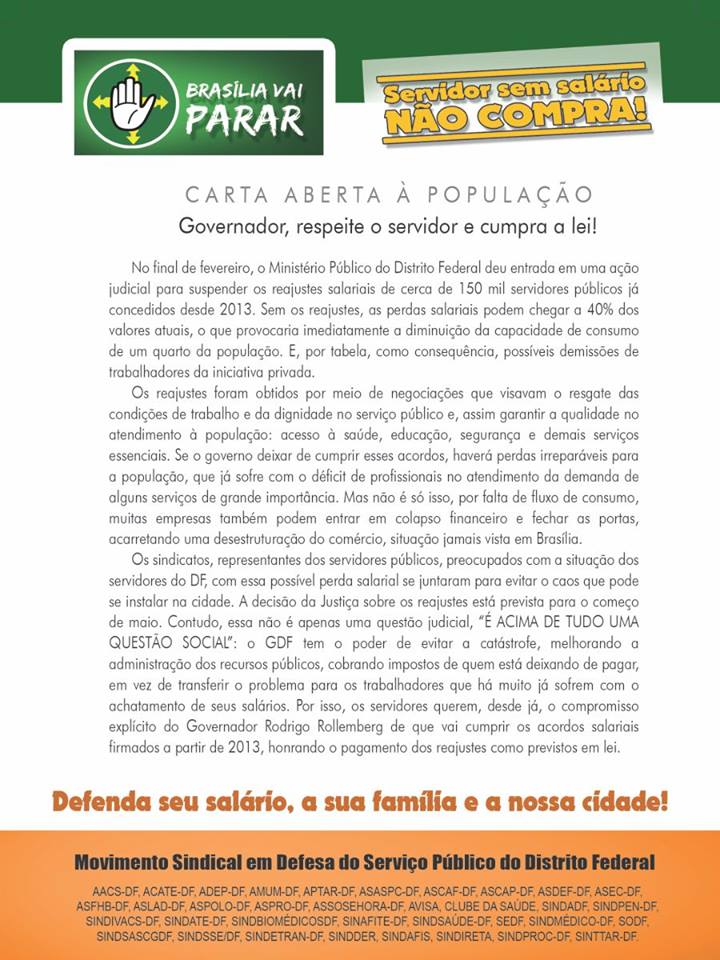 BRASÍLIA VAI
PARAR
Servidor sem salário
NÃO COMPRA!
CARTA ABERTA À POPULAÇÃO
Governador, respeite o servidor e cumpra a lei!
No final de fevereiro, o Ministério Público do Distrito Federal deu entrada em uma ação
judicial para suspender os reajustes salariais de cerca de 150 mil servidores públicos já
concedidos desde 2013. Sem os reajustes, as perdas salariais podem chegar a 40% dos
valores atuais, o que provocaria imediatamente a diminuição da capacidade de consumo
de um quarto da população. E, por tabela, como consequência, possíveis demissões de
trabalhadores da iniciativa privada.
Os reajustes foram obtidos por meio de negociações que visavam o resgate das
condições de trabalho e da dignidade no serviço público e, assim garantir a qualidade no
atendimento à população: acesso à saúde, educação, segurança e demais serviços
essenciais. Se o governo deixar de cumprir esses acordos, haverá perdas irreparáveis para
a população, que já sofre com o déficit de profissionais no atendimento da demanda de
alguns serviços de grande importância. Mas não é só isso, por falta de fluxo de consumo,
muitas empresas também podem entrar em colapso financeiro e fechar as portas,
acarretando uma desestruturação do comércio, situação jamais vista em Brasília.
Os sindicatos, representantes dos servidores públicos, preocupados com a situação dos
servidores do DF, com essa possível perda salarial se juntaram para evitar o caos que pode
se instalar na cidade. A decisão da Justiça sobre os reajustes está prevista para o começo
de maio. Contudo, essa não é apenas uma questão judicial, “É ACIMA DE TUDO UMA
QUESTÃO SOCIAL”: o GDF tem o poder de evitar a catástrofe, melhorando a
administração dos recursos públicos, cobrando impostos de quem está deixando de pagar,
em vez de transferir o problema para os trabalhadores que há muito já sofrem com o
achatamento de seus salários. Por isso, os servidores querem, desde já, o compromisso
explícito do Governador Rodrigo Rollemberg de que vai cumprir os acordos salariais
firmados a partir de 2013, honrando o pagamento dos reajustes como previstos em lei.
Defenda seu salário, a sua família e a nossa cidade!
Movimento Sindical em Defesa do Serviço Público do Distrito Federal
AACS-DF, ACATE-DF, ADEP-DF, AMUM-DF, APTAR-DF, ASASPC-DF, ASCAF-DF, ASCAP-DF, ASDEF-DF, ASEC-DF,
ASFHB-DF, ASLAD-DF, ASPOLO-DF, ASPRO-DF, ASSOSEHORA-DF, AVISA, CLUBE DA SAÚDE, SINDADF, SINDPEN-DF,
SINDIVACS-DF, SINDATE-DF, SINDBIOMÉDICOSDF, SINAFITE-DF, SINDSAÚDE-DF, SEDF, SINDMÉDICO-DF, SODF,
SINDSASCGDF, SINDSSE/DF, SINDETRAN-DF, SINDDER, SINDAFIS, SINDIRETA, SINDPROC-DF, SINTTAR-DF.